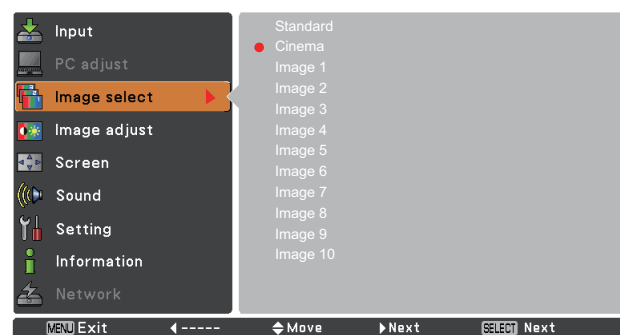 Input
PC adjust
Image select
Image adjust
Screen
Sound
Setting
Information
Network
Standard
Cinema
Image 1
Image 2
Image 3
Image 4
Image 5
Image 6
Image 7
Image 8
Image 9
Image 10
MENU Exit ◀----- ◆Move ▶Next SELECT Next